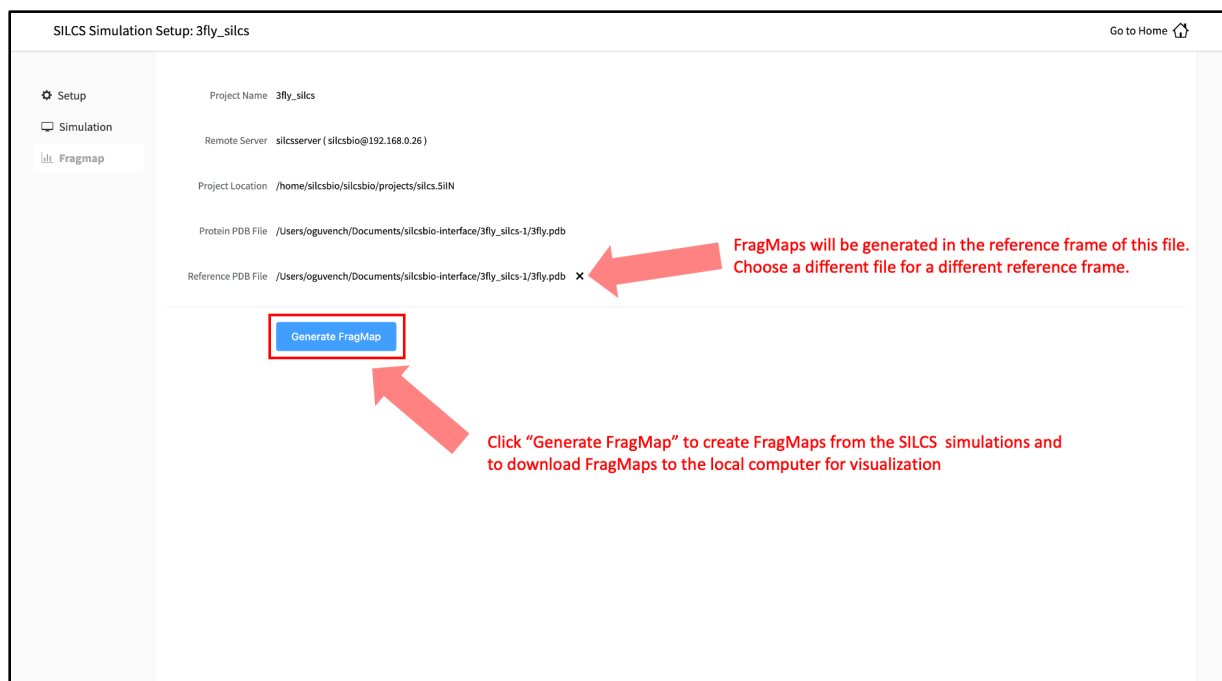 SILCS Simulation Setup: 3fly_silcs
Go to Home
Setup
Simulation
Fragmap
Project Name 3fly_silcs
Remote Server silcsserver ( silcsbio@192.168.0.26 )
Project Location /home/silcsbio/silcsbio/projects/silcs.5iIN
Protein PDB File /Users/oguvench/Documents/silcsbio-interface/3fly_silcs-1/3fly.pdb
Reference PDB File /Users/oguvench/Documents/silcsbio-interface/3fly_silcs-1/3fly.pdb
FragMaps will be generated in the reference frame of this file.
Choose a different file for a different reference frame.
Generate FragMap
Click “Generate FragMap” to create FragMaps from the SILCS simulations and
to download FragMaps to the local computer for visualization